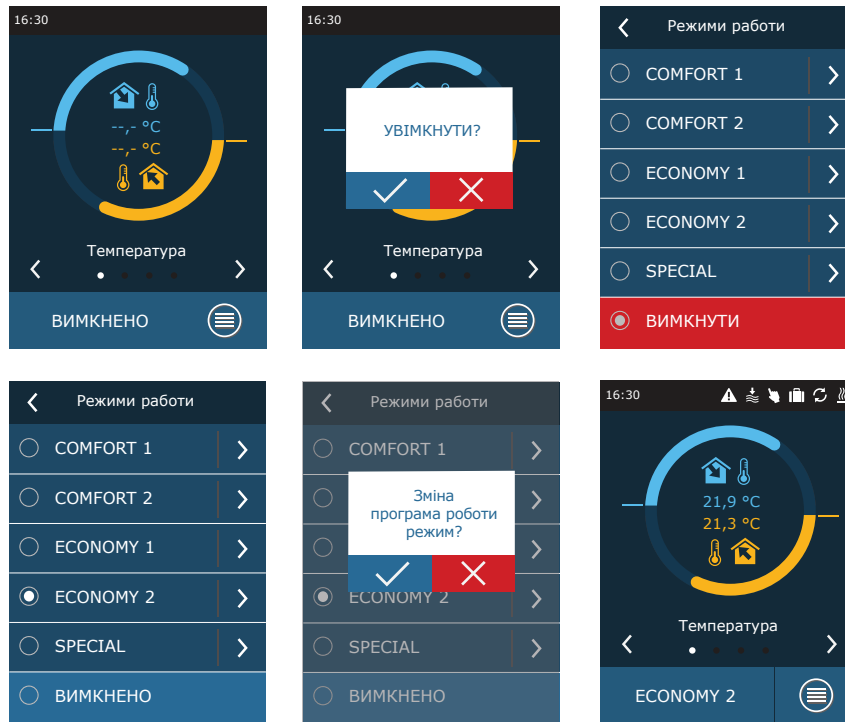 16:30
--,- °C
--,- °C
Температура
ВИМКНЕНО
16:30
УВІМКНУТИ?
Температура
ВИМКНЕНО
Режими работи
COMFORT 1
COMFORT 2
ECONOMY 1
ECONOMY 2
SPECIAL
ВИМКНУТИ
Режими работи
COMFORT 1
COMFORT 2
ECONOMY 1
ECONOMY 2
SPECIAL
ВИМКНЕНО
Режими работи
COMFORT 1
Зміна
програма роботи
режим?
ECONOMY 2
SPECIAL
ВИМКНЕНО
16:30
21,9 °C
21,3 °C
Температура
ECONOMY 2